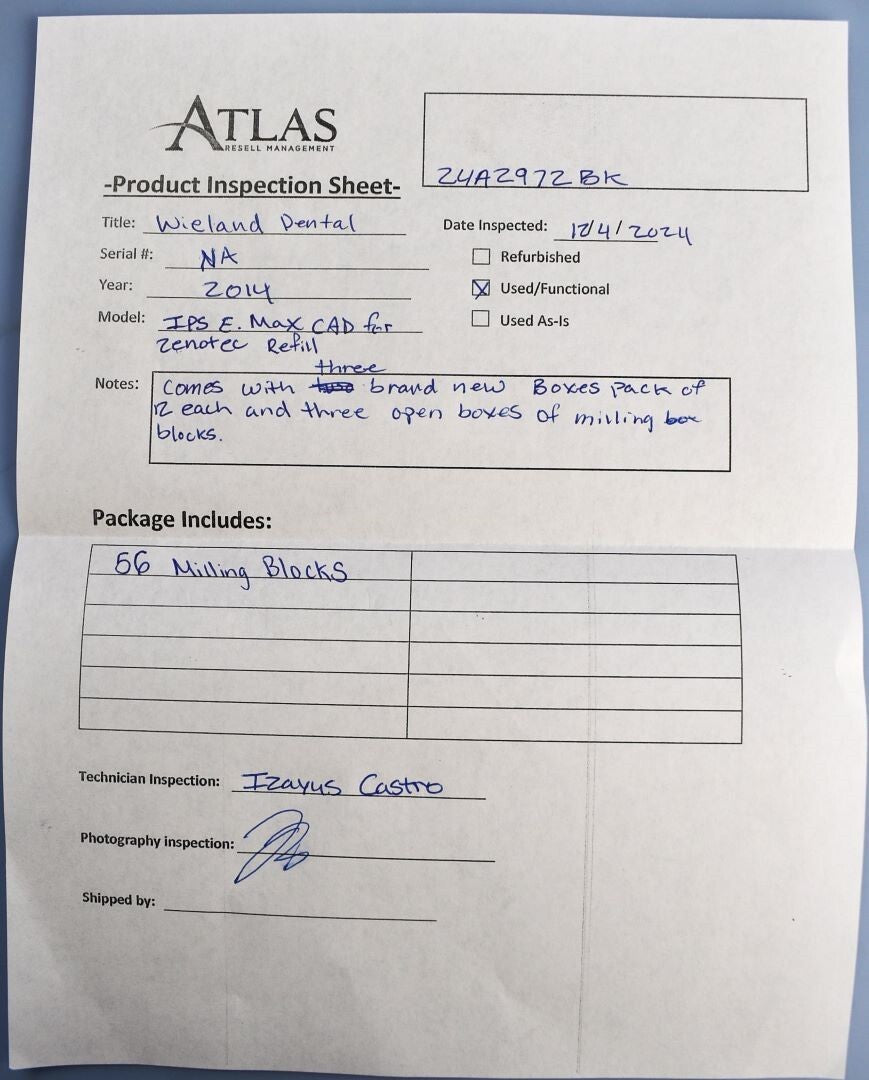 ATLAS
RESELL MANAGEMENT
24A2972BK
-Product Inspection Sheet-
Title: Wieland Dental
Date Inspected: 12/4/2024
Serial #: NA
Refurbished
Year: 2014
Used/Functional
Model: IPS E. Max CAD for
Zenotec Refill
Used As-Is
three
Notes: Comes with two brand new Boxes pack of
12 each and three open boxes of milling box
blocks.
Package Includes:
56 Milling Blocks
Technician Inspection: Izayus Castro
Photography inspection:
Shipped by: